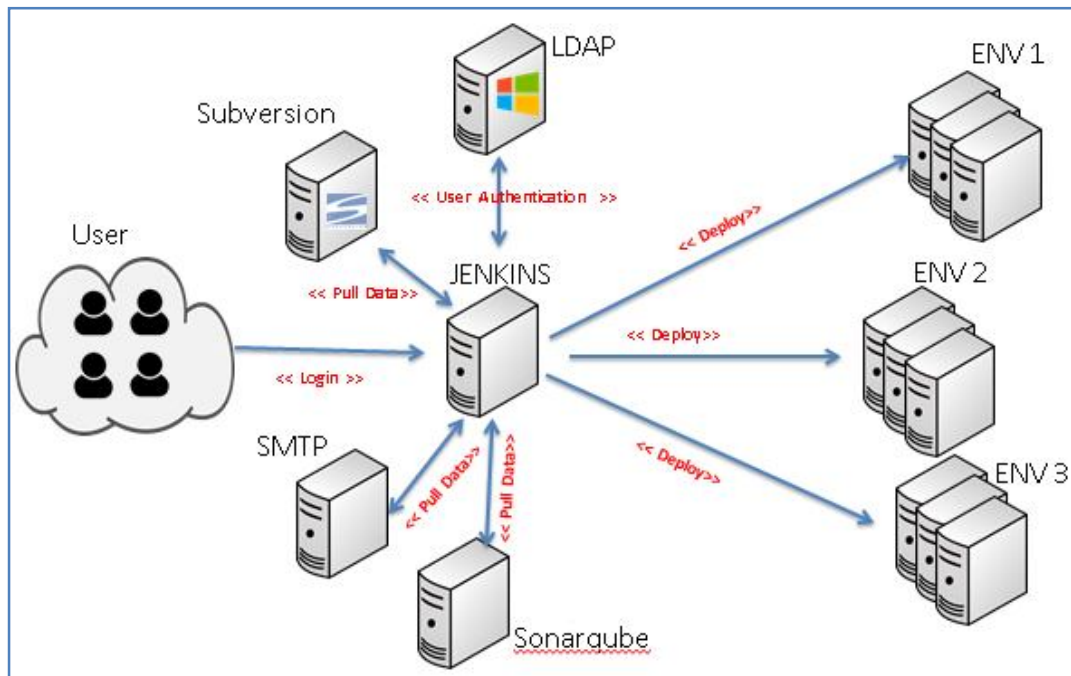 LDAP
ENV 1
Subversion
<< User Authentication >>
<< Deploy>>
User
JENKINS
ENV 2
<< Pull Data>>
<< Deploy>>
<< Login >>
SMTP
<< Pull Data>>
<< Pull Data>>
<< Deploy>>
ENV 3
Sonarqube